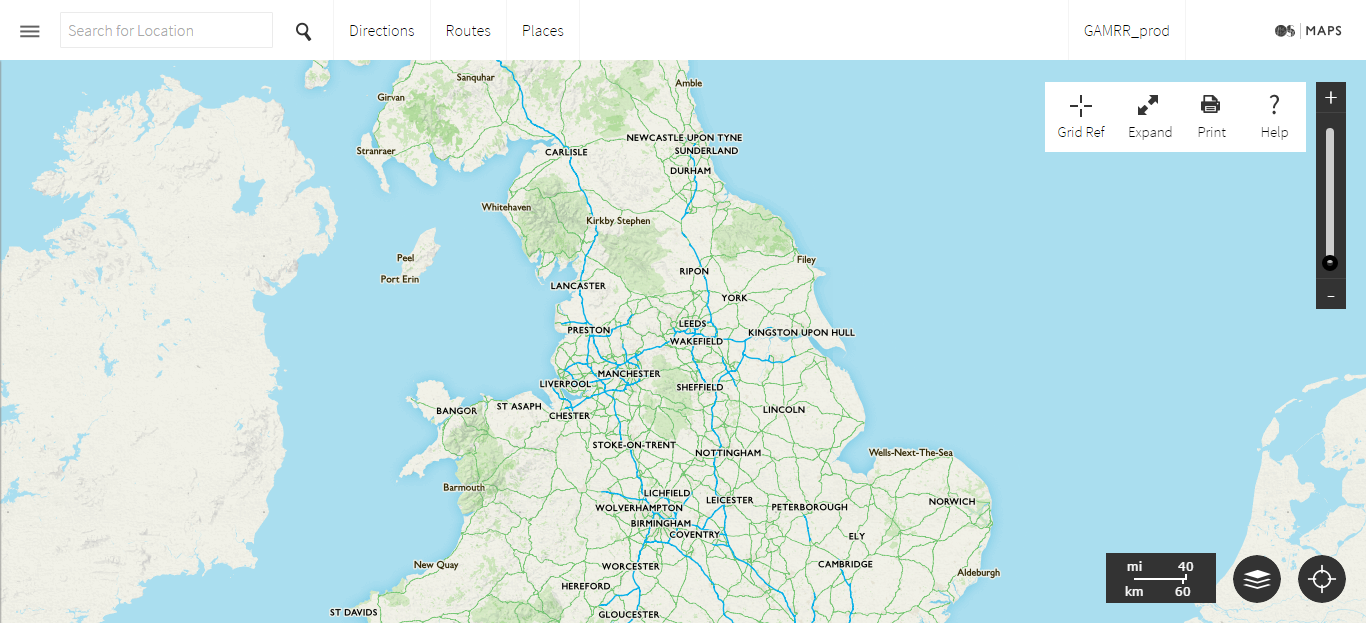 Search for Location
Directions
Routes
Places
GAMRR_prod
OS | MAPS
Grid Ref
Expand
Print
?
Help
+
−
Sanquhar
Amble
Girvan
NEWCASTLE UPON TYNE
Stranraer
CARLISLE
SUNDERLAND
DURHAM
Whitehaven
Kirkby Stephen
Peel
Filey
Port Erin
RIPON
LANCASTER
YORK
PRESTON
LEEDS
KINGSTON UPON HULL
WAKEFIELD
MANCHESTER
LIVERPOOL
SHEFFIELD
BANGOR
ST ASAPH
CHESTER
LINCOLN
STOKE-ON-TRENT
NOTTINGHAM
Wells-Next-The-Sea
Barmouth
LICHFIELD
LEICESTER
NORWICH
WOLVERHAMPTON
PETERBOROUGH
BIRMINGHAM
COVENTRY
ELY
New Quay
WORCESTER
CAMBRIDGE
Aldeburgh
HEREFORD
ST DAVIDS
GLOUCESTER
mi 40
km 60